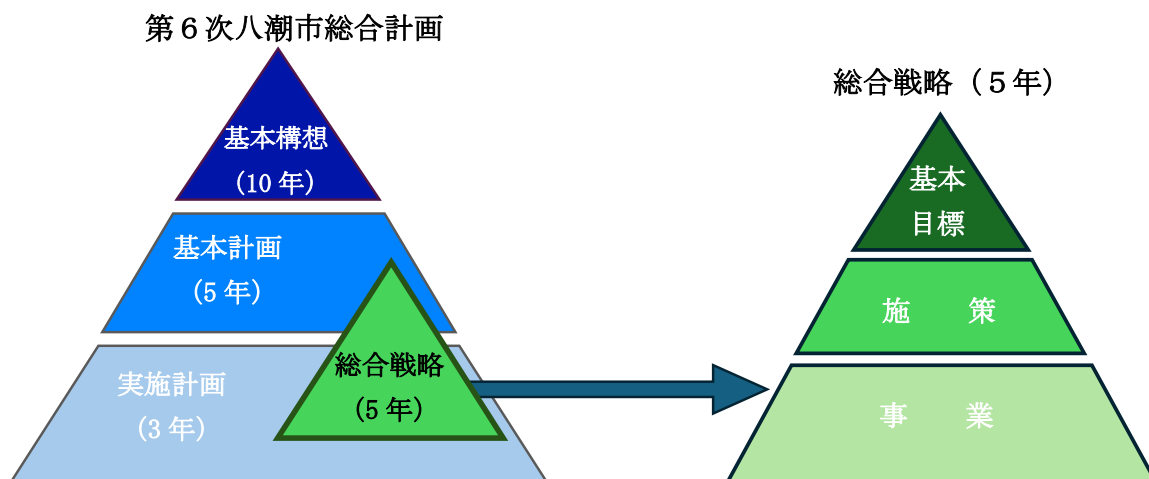 第６次八潮市総合計画
基本構想
（10 年）
基本計画
（5 年）
実施計画
（3 年）
総合戦略
（5 年）
総合戦略（５年）
基本
目標
施　　策
事　　業